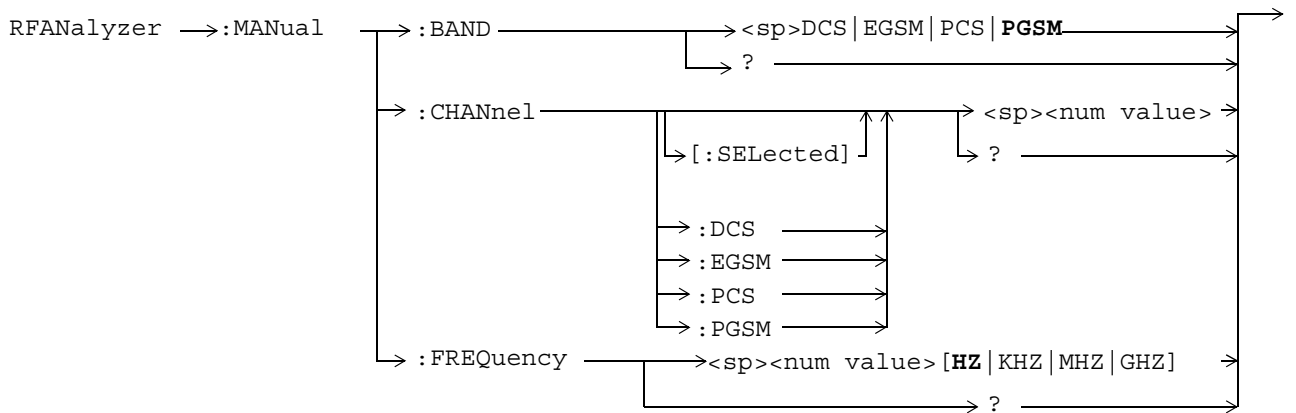 RFANalyzer :MANual :BAND <sp>DCS|EGSM|PCS|PGSM
?
:CHANnel <sp><num value>
[:SELected] ?
:DCS
:EGSM
:PCS
:PGSM
:FREQuency <sp><num value>[HZ|KHZ|MHZ|GHZ]
?